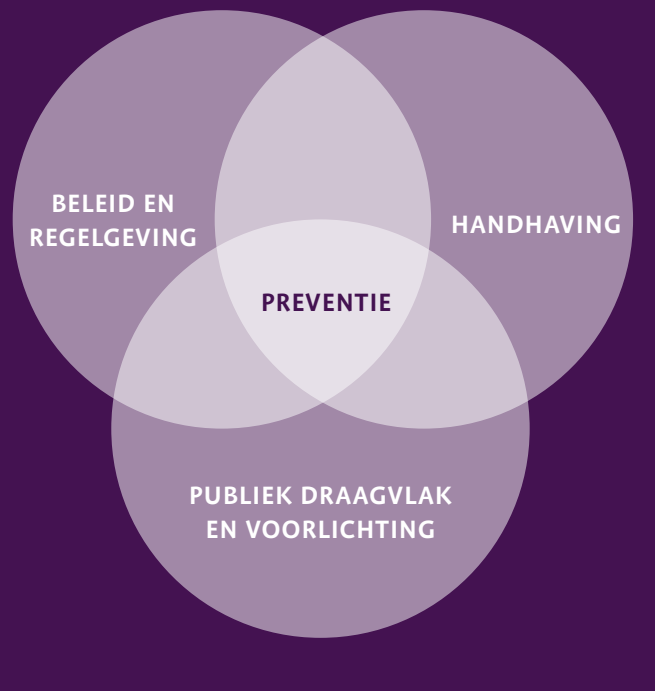 BELEID EN
REGELGEVING
HANDHAVING
PREVENTIE
PUBLIEK DRAAGVLAK
EN VOORLICHTING